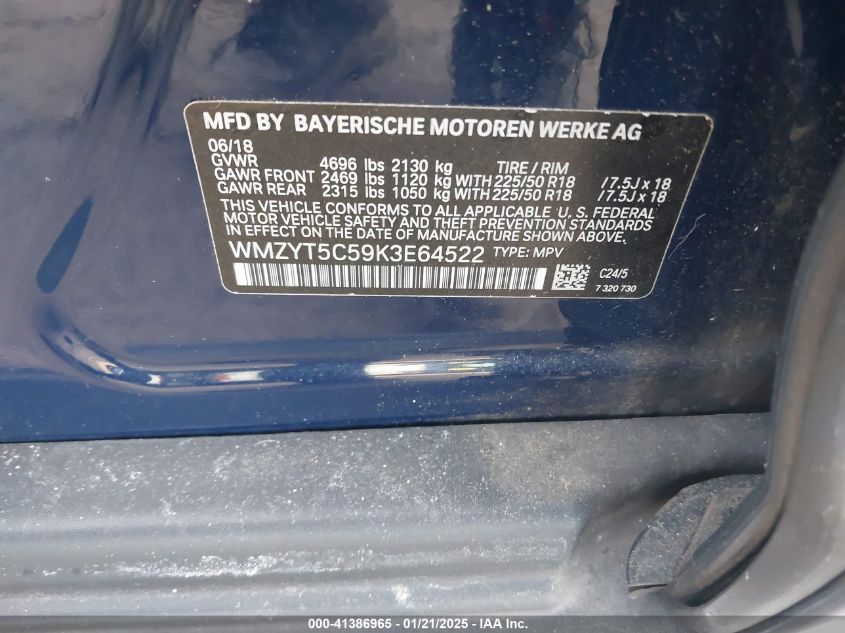 MFD BY BAYERISCHE MOTOREN WERKE AG
06/18
GVWR 4696 lbs 2130 kg TIRE / RIM
GAWR FRONT 2469 lbs 1120 kg WITH 225/50 R18 / 7.5J x 18
GAWR REAR 2315 lbs 1050 kg WITH 225/50 R18 / 7.5J x 18
THIS VEHICLE CONFORMS TO ALL APPLICABLE U.S. FEDERAL
MOTOR VEHICLE SAFETY AND THEFT PREVENTION STANDARDS
IN EFFECT ON THE DATE OF MANUFACTURE SHOWN ABOVE.
WMZYT5C59K3E64522 TYPE: MPV
C24/5
7 320 730
000-41386965 / 01/21/2025 / IAA Inc.